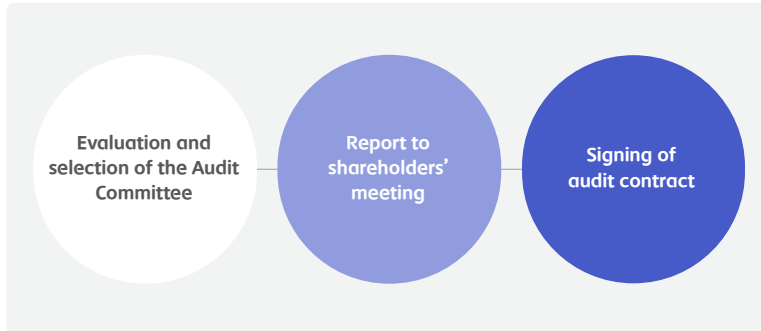 Evaluation and
selection of the Audit
Committee
Report to
shareholders’
meeting
Signing of
audit contract